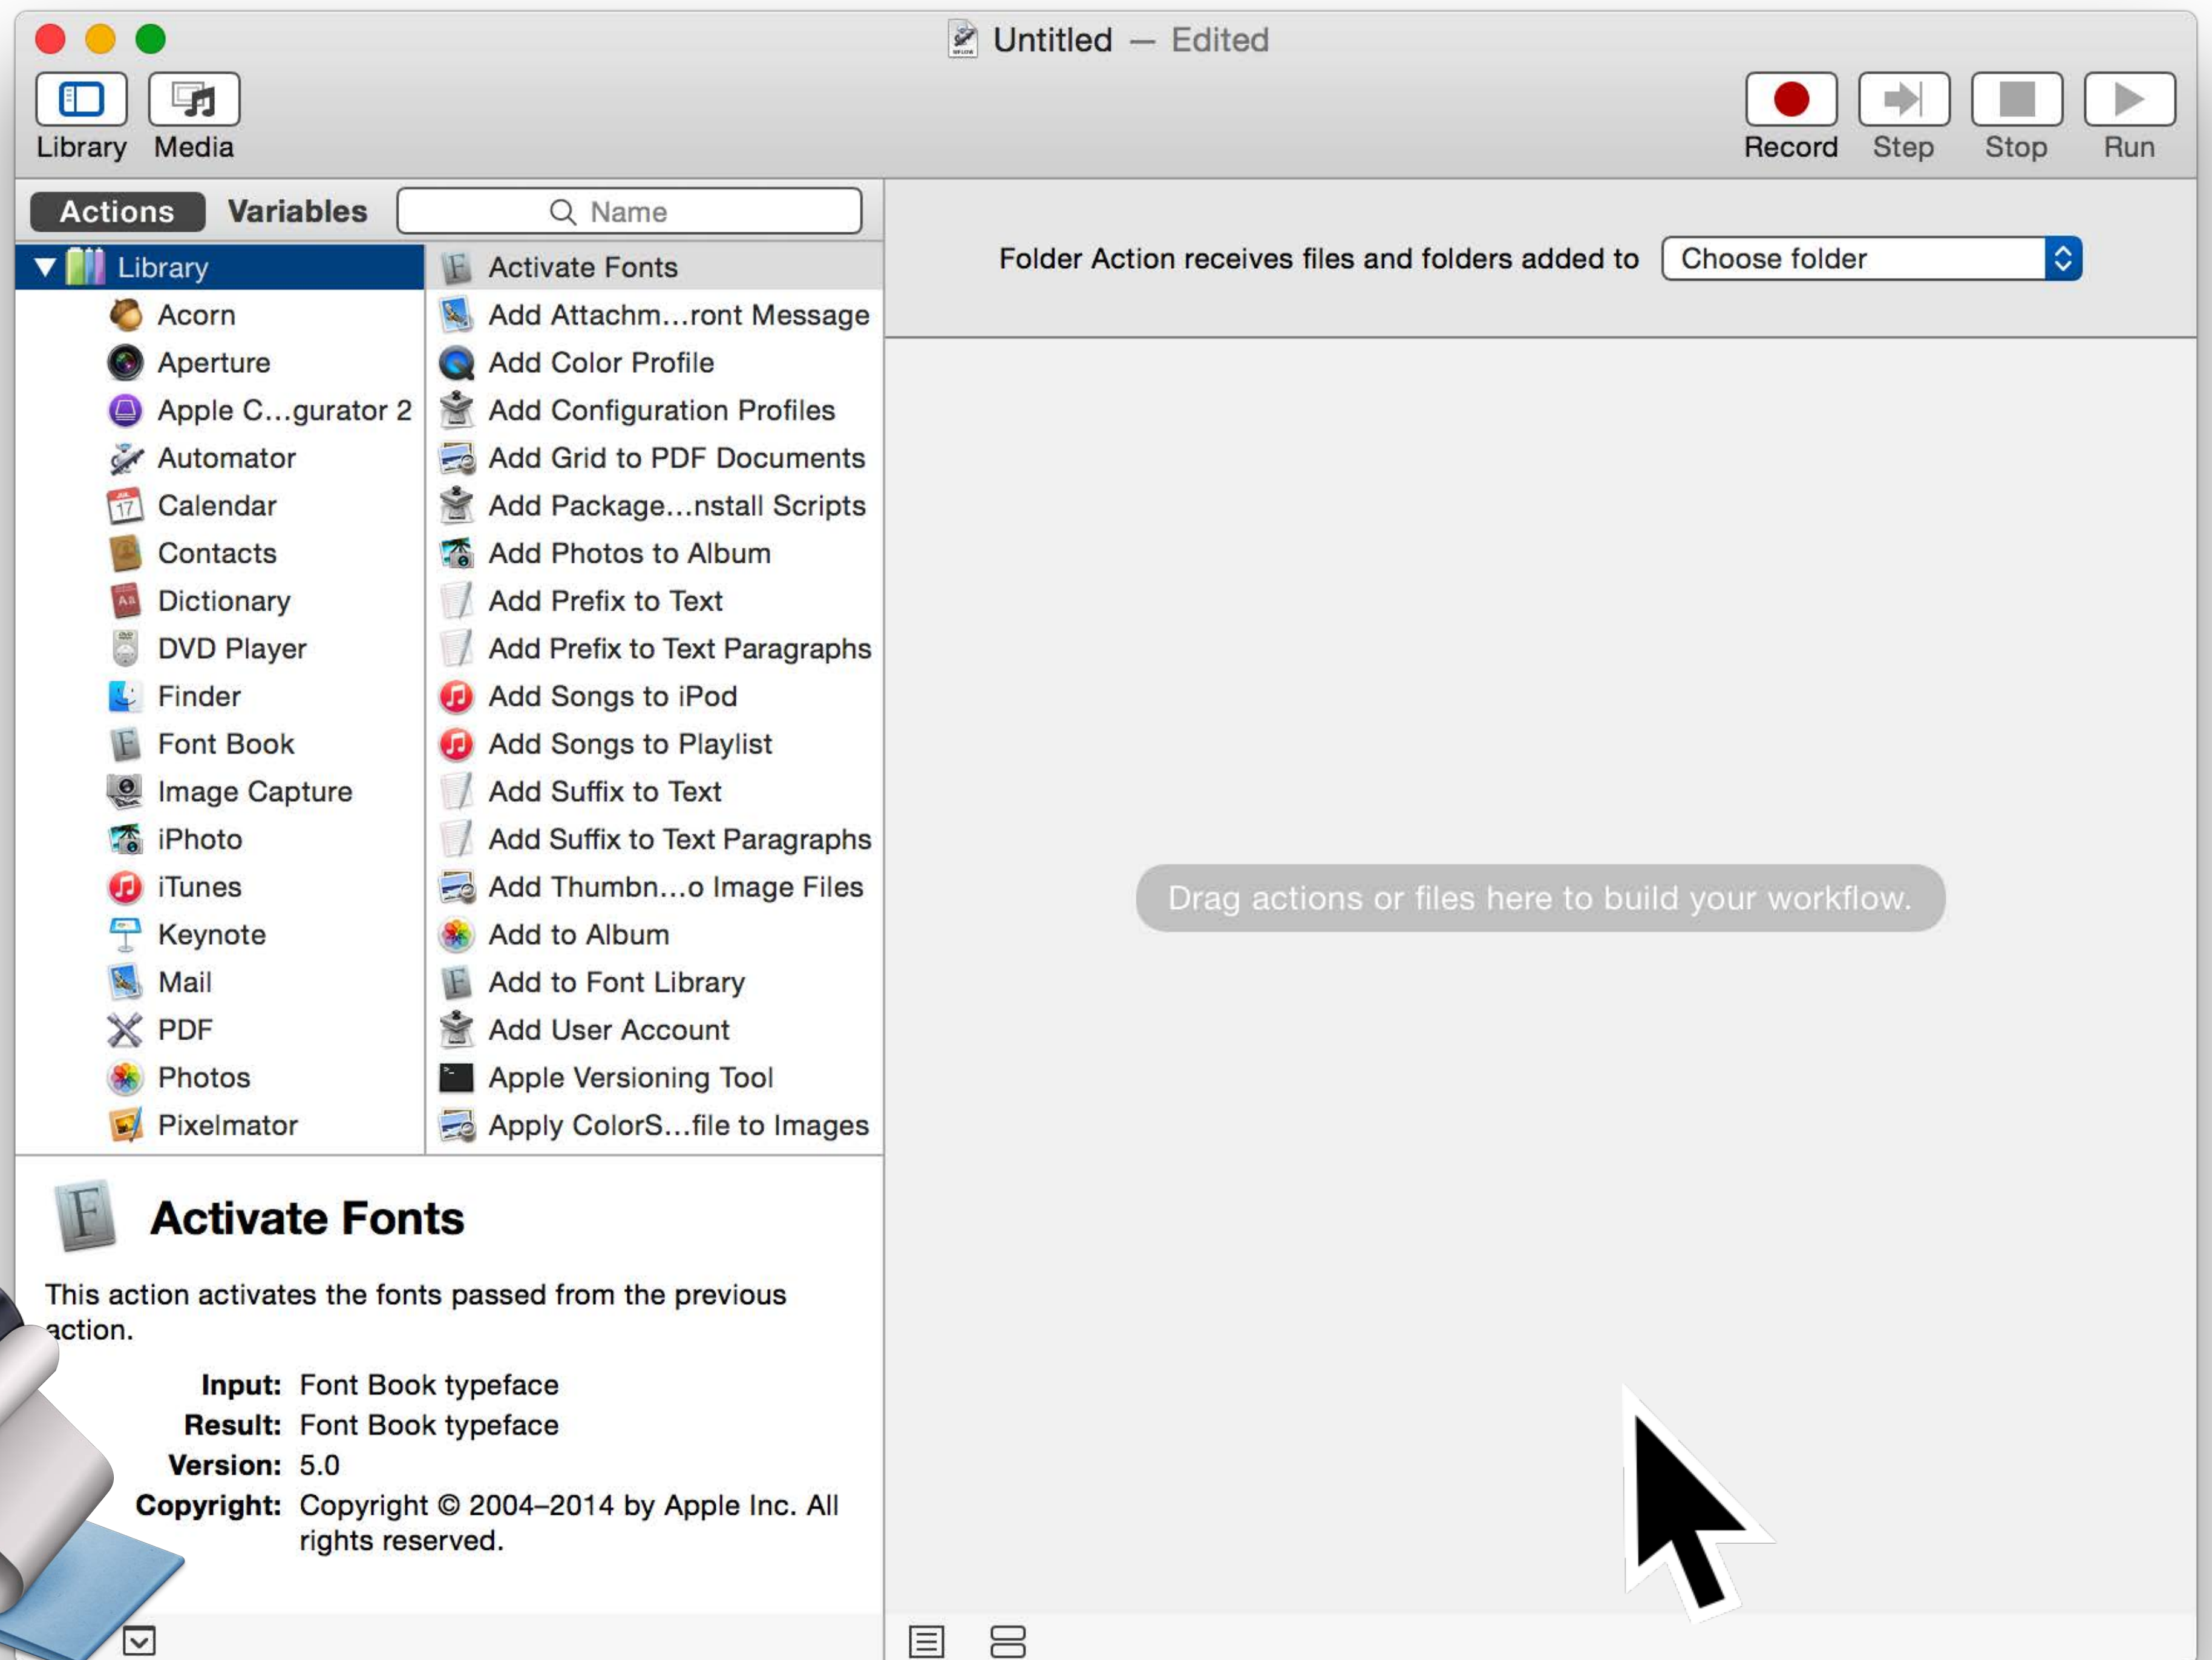 Untitled — Edited
Library Media
Record Step Stop Run
Actions Variables Name
Folder Action receives files and folders added to Choose folder
Library
Acorn
Aperture
Apple C...gurator 2
Automator
Calendar
Contacts
Dictionary
DVD Player
Finder
Font Book
Image Capture
iPhoto
iTunes
Keynote
Mail
PDF
Photos
Pixelmator
Activate Fonts
Add Attachm...ront Message
Add Color Profile
Add Configuration Profiles
Add Grid to PDF Documents
Add Package...nstall Scripts
Add Photos to Album
Add Prefix to Text
Add Prefix to Text Paragraphs
Add Songs to iPod
Add Songs to Playlist
Add Suffix to Text
Add Suffix to Text Paragraphs
Add Thumbn...o Image Files
Add to Album
Add to Font Library
Add User Account
Apple Versioning Tool
Apply ColorS...file to Images
Drag actions or files here to build your workflow.
Activate Fonts
This action activates the fonts passed from the previous
action.
Input: Font Book typeface
Result: Font Book typeface
Version: 5.0
Copyright: Copyright © 2004–2014 by Apple Inc. All
rights reserved.